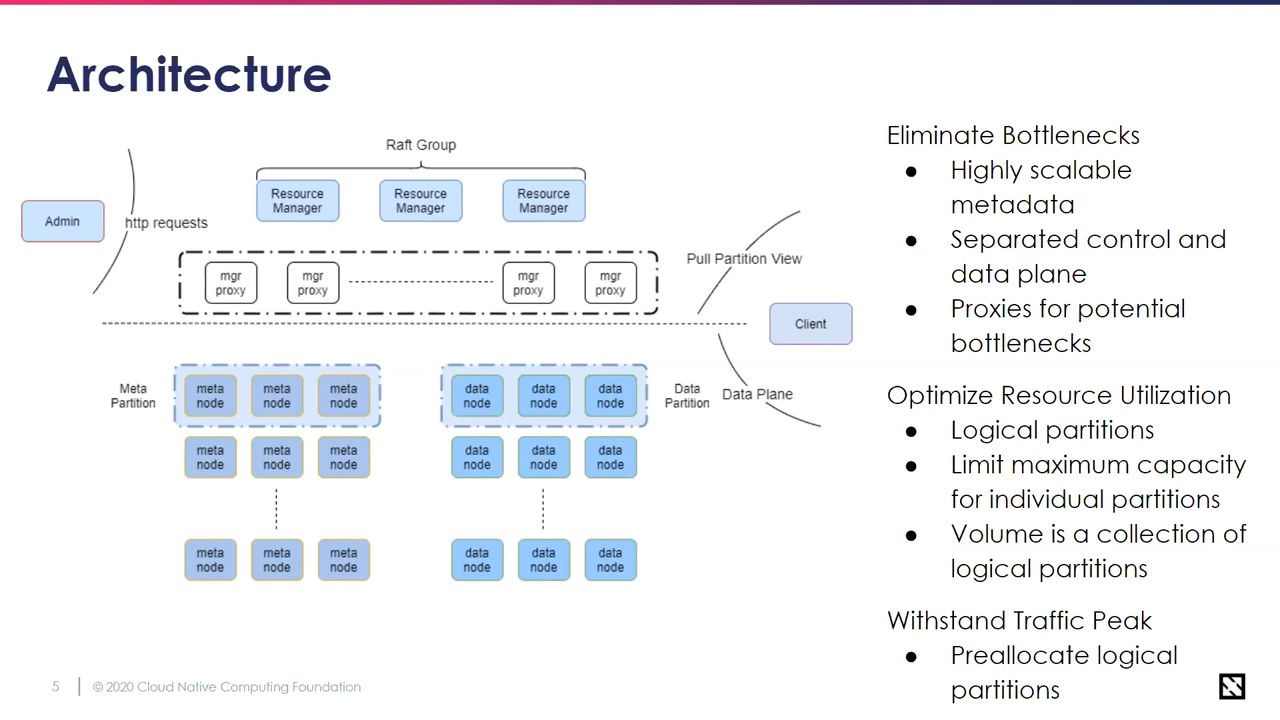 Architecture
Raft Group
Resource
Manager
Resource
Manager
Resource
Manager
Admin
http requests
mgr
proxy
mgr
proxy
mgr
proxy
mgr
proxy
Pull Partition View
Client
Meta
Partition
meta
node
meta
node
meta
node
data
node
data
node
data
node
Data
Partition
Data Plane
meta
node
meta
node
meta
node
data
node
data
node
data
node
meta
node
meta
node
meta
node
data
node
data
node
data
node
Eliminate Bottlenecks
● Highly scalable
metadata
● Separated control and
data plane
● Proxies for potential
bottlenecks
Optimize Resource Utilization
● Logical partitions
● Limit maximum capacity
for individual partitions
● Volume is a collection of
logical partitions
Withstand Traffic Peak
● Preallocate logical
partitions
5 | © 2020 Cloud Native Computing Foundation